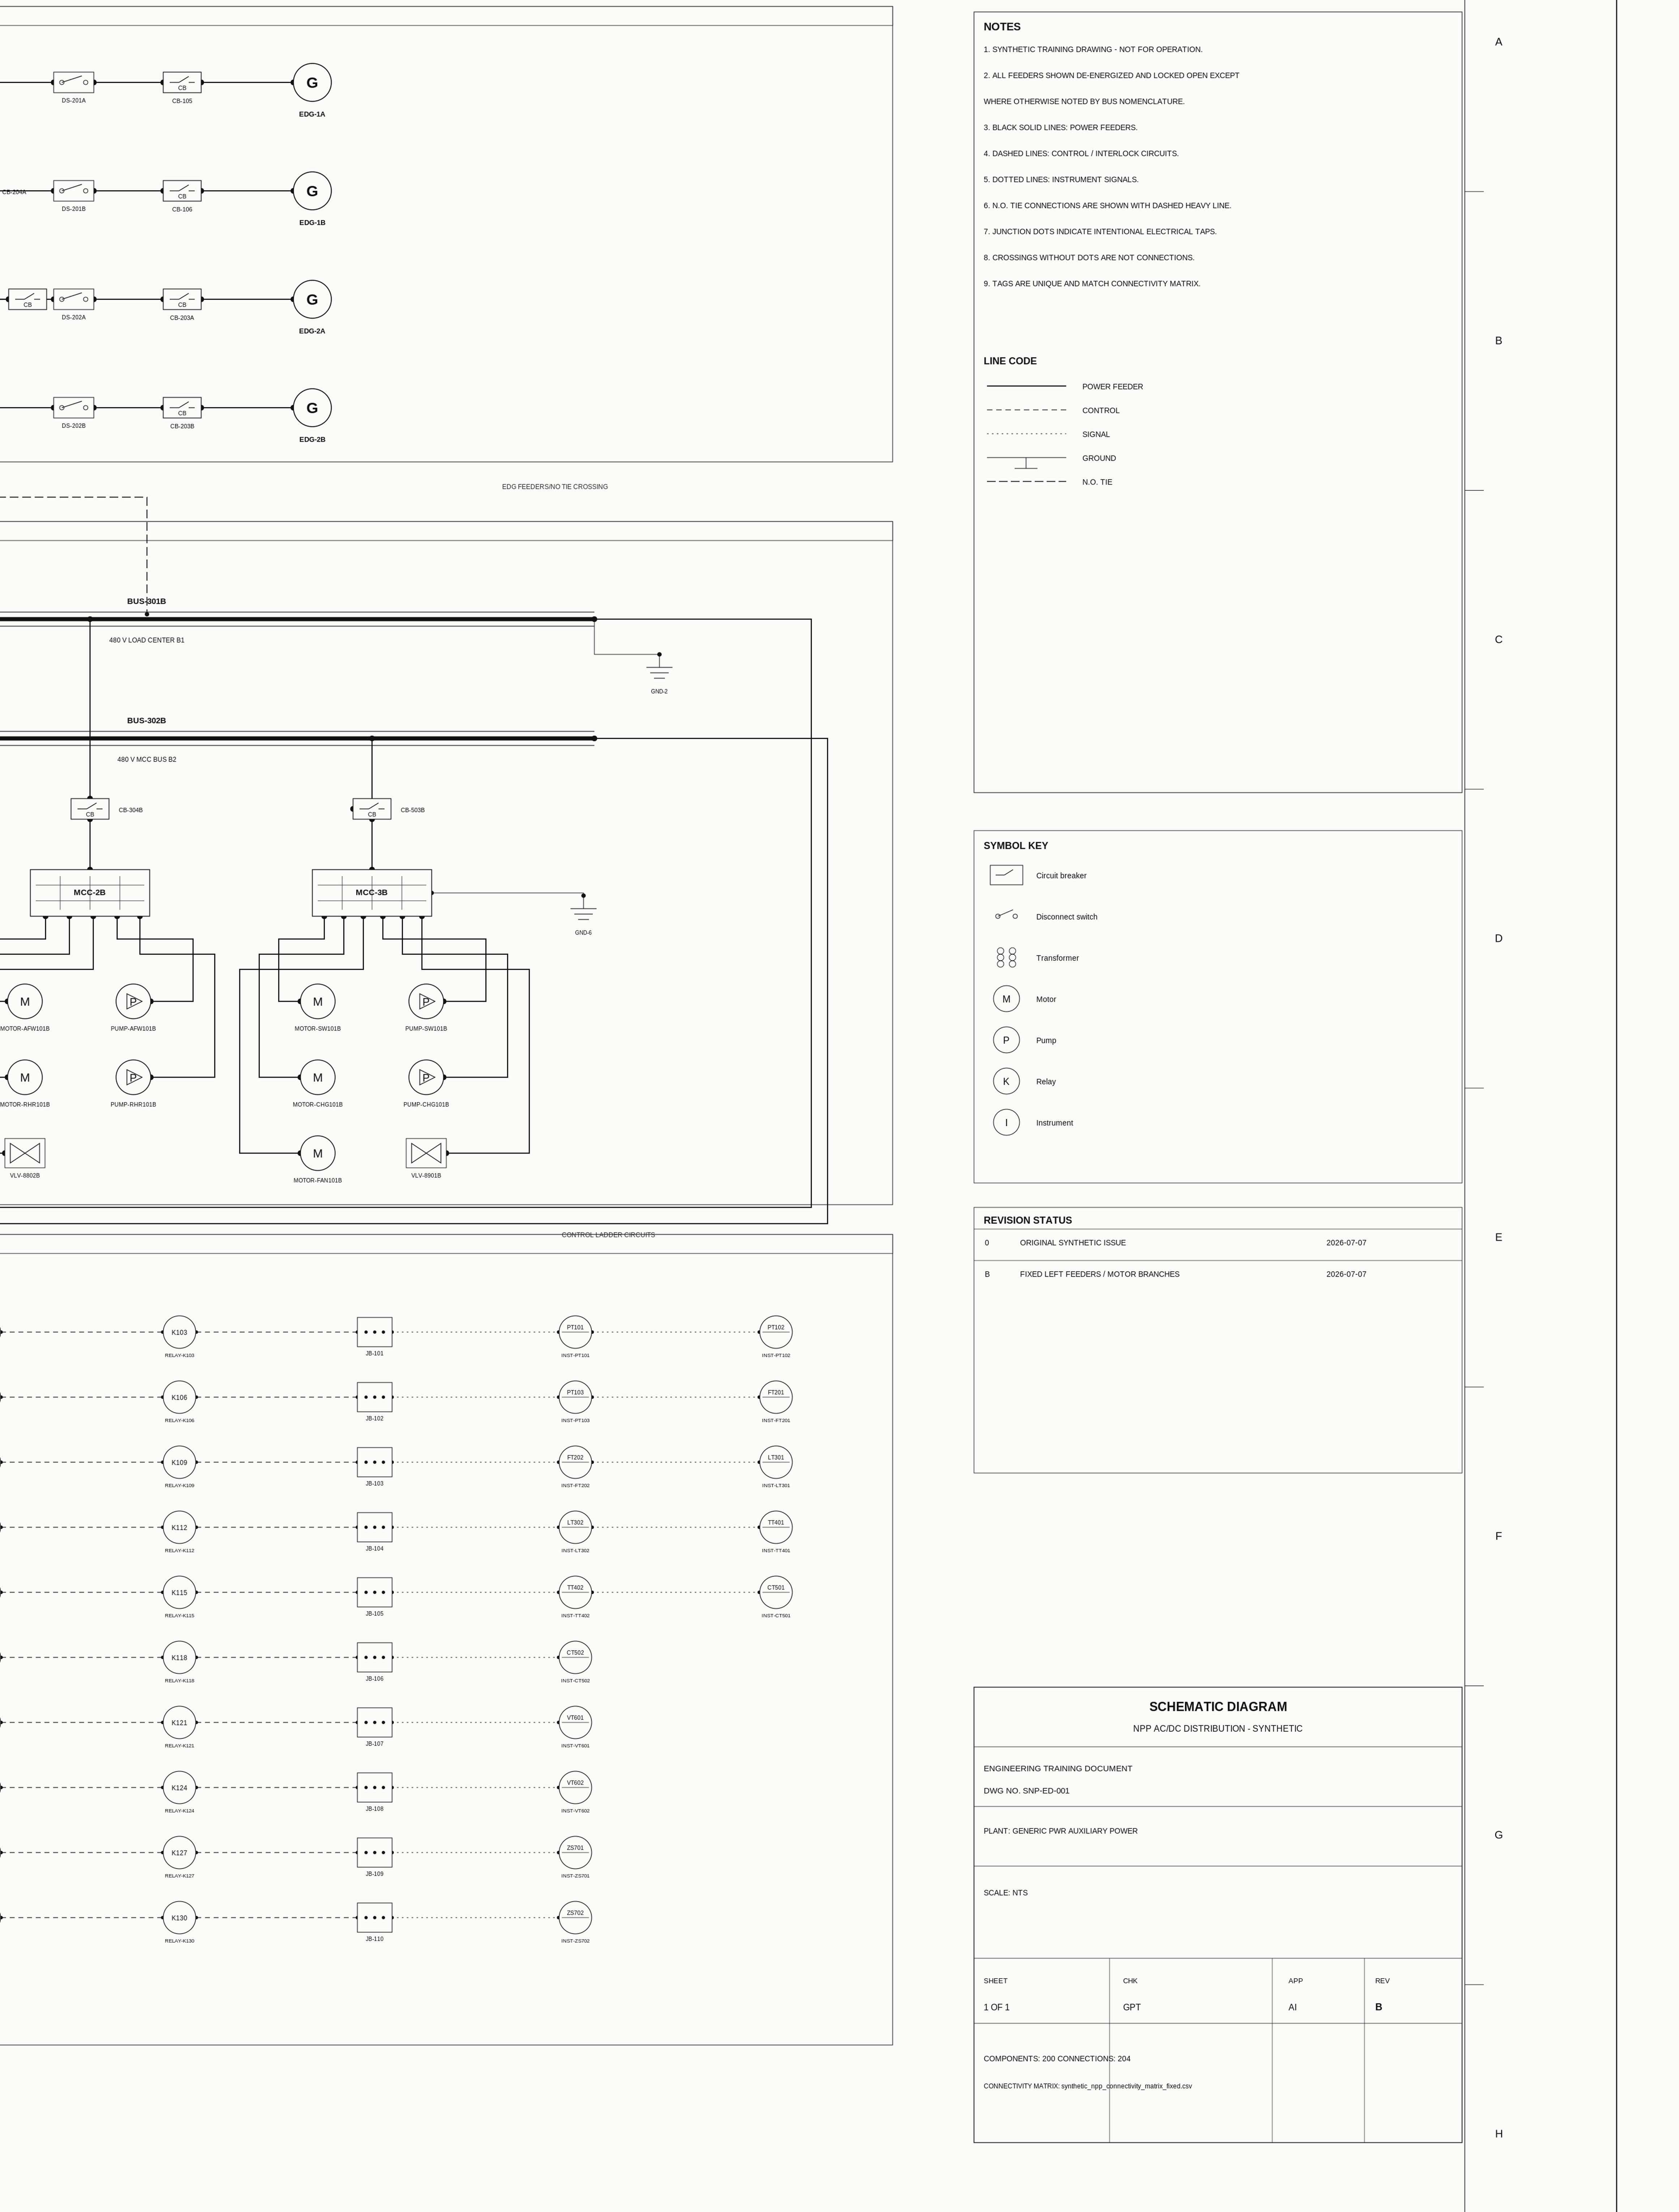 CB
DS-201A
CB-105
G
EDG-1A
CB-204A
DS-201B
CB
CB-106
G
EDG-1B
CB
DS-202A
CB
CB-203A
G
EDG-2A
DS-202B
CB
CB-203B
G
EDG-2B
EDG FEEDERS/NO TIE CROSSING
BUS-301B
480 V LOAD CENTER B1
GND-2
BUS-302B
480 V MCC BUS B2
CB
CB-304B
CB
CB-503B
MCC-2B
MCC-3B
GND-6
M
P
M
P
MOTOR-AFW101B
PUMP-AFW101B
MOTOR-SW101B
PUMP-SW101B
M
P
M
P
MOTOR-RHR101B
PUMP-RHR101B
MOTOR-CHG101B
PUMP-CHG101B
M
VLV-8802B
MOTOR-FAN101B
VLV-8901B
CONTROL LADDER CIRCUITS
K103
PT101
PT102
RELAY-K103
JB-101
INST-PT101
INST-PT102
K106
PT103
FT201
RELAY-K106
JB-102
INST-PT103
INST-FT201
K109
FT202
LT301
RELAY-K109
JB-103
INST-FT202
INST-LT301
K112
LT302
TT401
RELAY-K112
JB-104
INST-LT302
INST-TT401
K115
TT402
CT501
RELAY-K115
JB-105
INST-TT402
INST-CT501
K118
CT502
RELAY-K118
JB-106
INST-CT502
K121
VT601
RELAY-K121
JB-107
INST-VT601
K124
VT602
RELAY-K124
JB-108
INST-VT602
K127
ZS701
RELAY-K127
JB-109
INST-ZS701
K130
ZS702
RELAY-K130
JB-110
INST-ZS702
NOTES
1. SYNTHETIC TRAINING DRAWING - NOT FOR OPERATION.
2. ALL FEEDERS SHOWN DE-ENERGIZED AND LOCKED OPEN EXCEPT
WHERE OTHERWISE NOTED BY BUS NOMENCLATURE.
3. BLACK SOLID LINES: POWER FEEDERS.
4. DASHED LINES: CONTROL / INTERLOCK CIRCUITS.
5. DOTTED LINES: INSTRUMENT SIGNALS.
6. N.O. TIE CONNECTIONS ARE SHOWN WITH DASHED HEAVY LINE.
7. JUNCTION DOTS INDICATE INTENTIONAL ELECTRICAL TAPS.
8. CROSSINGS WITHOUT DOTS ARE NOT CONNECTIONS.
9. TAGS ARE UNIQUE AND MATCH CONNECTIVITY MATRIX.
LINE CODE
POWER FEEDER
CONTROL
SIGNAL
GROUND
N.O. TIE
SYMBOL KEY
Circuit breaker
Disconnect switch
Transformer
M Motor
P Pump
K Relay
I Instrument
REVISION STATUS
0 ORIGINAL SYNTHETIC ISSUE 2026-07-07
B FIXED LEFT FEEDERS / MOTOR BRANCHES 2026-07-07
SCHEMATIC DIAGRAM
NPP AC/DC DISTRIBUTION - SYNTHETIC
ENGINEERING TRAINING DOCUMENT
DWG NO. SNP-ED-001
PLANT: GENERIC PWR AUXILIARY POWER
SCALE: NTS
SHEET CHK APP REV
1 OF 1 GPT AI B
COMPONENTS: 200 CONNECTIONS: 204
CONNECTIVITY MATRIX: synthetic_npp_connectivity_matrix_fixed.csv
A
B
C
D
E
F
G
H